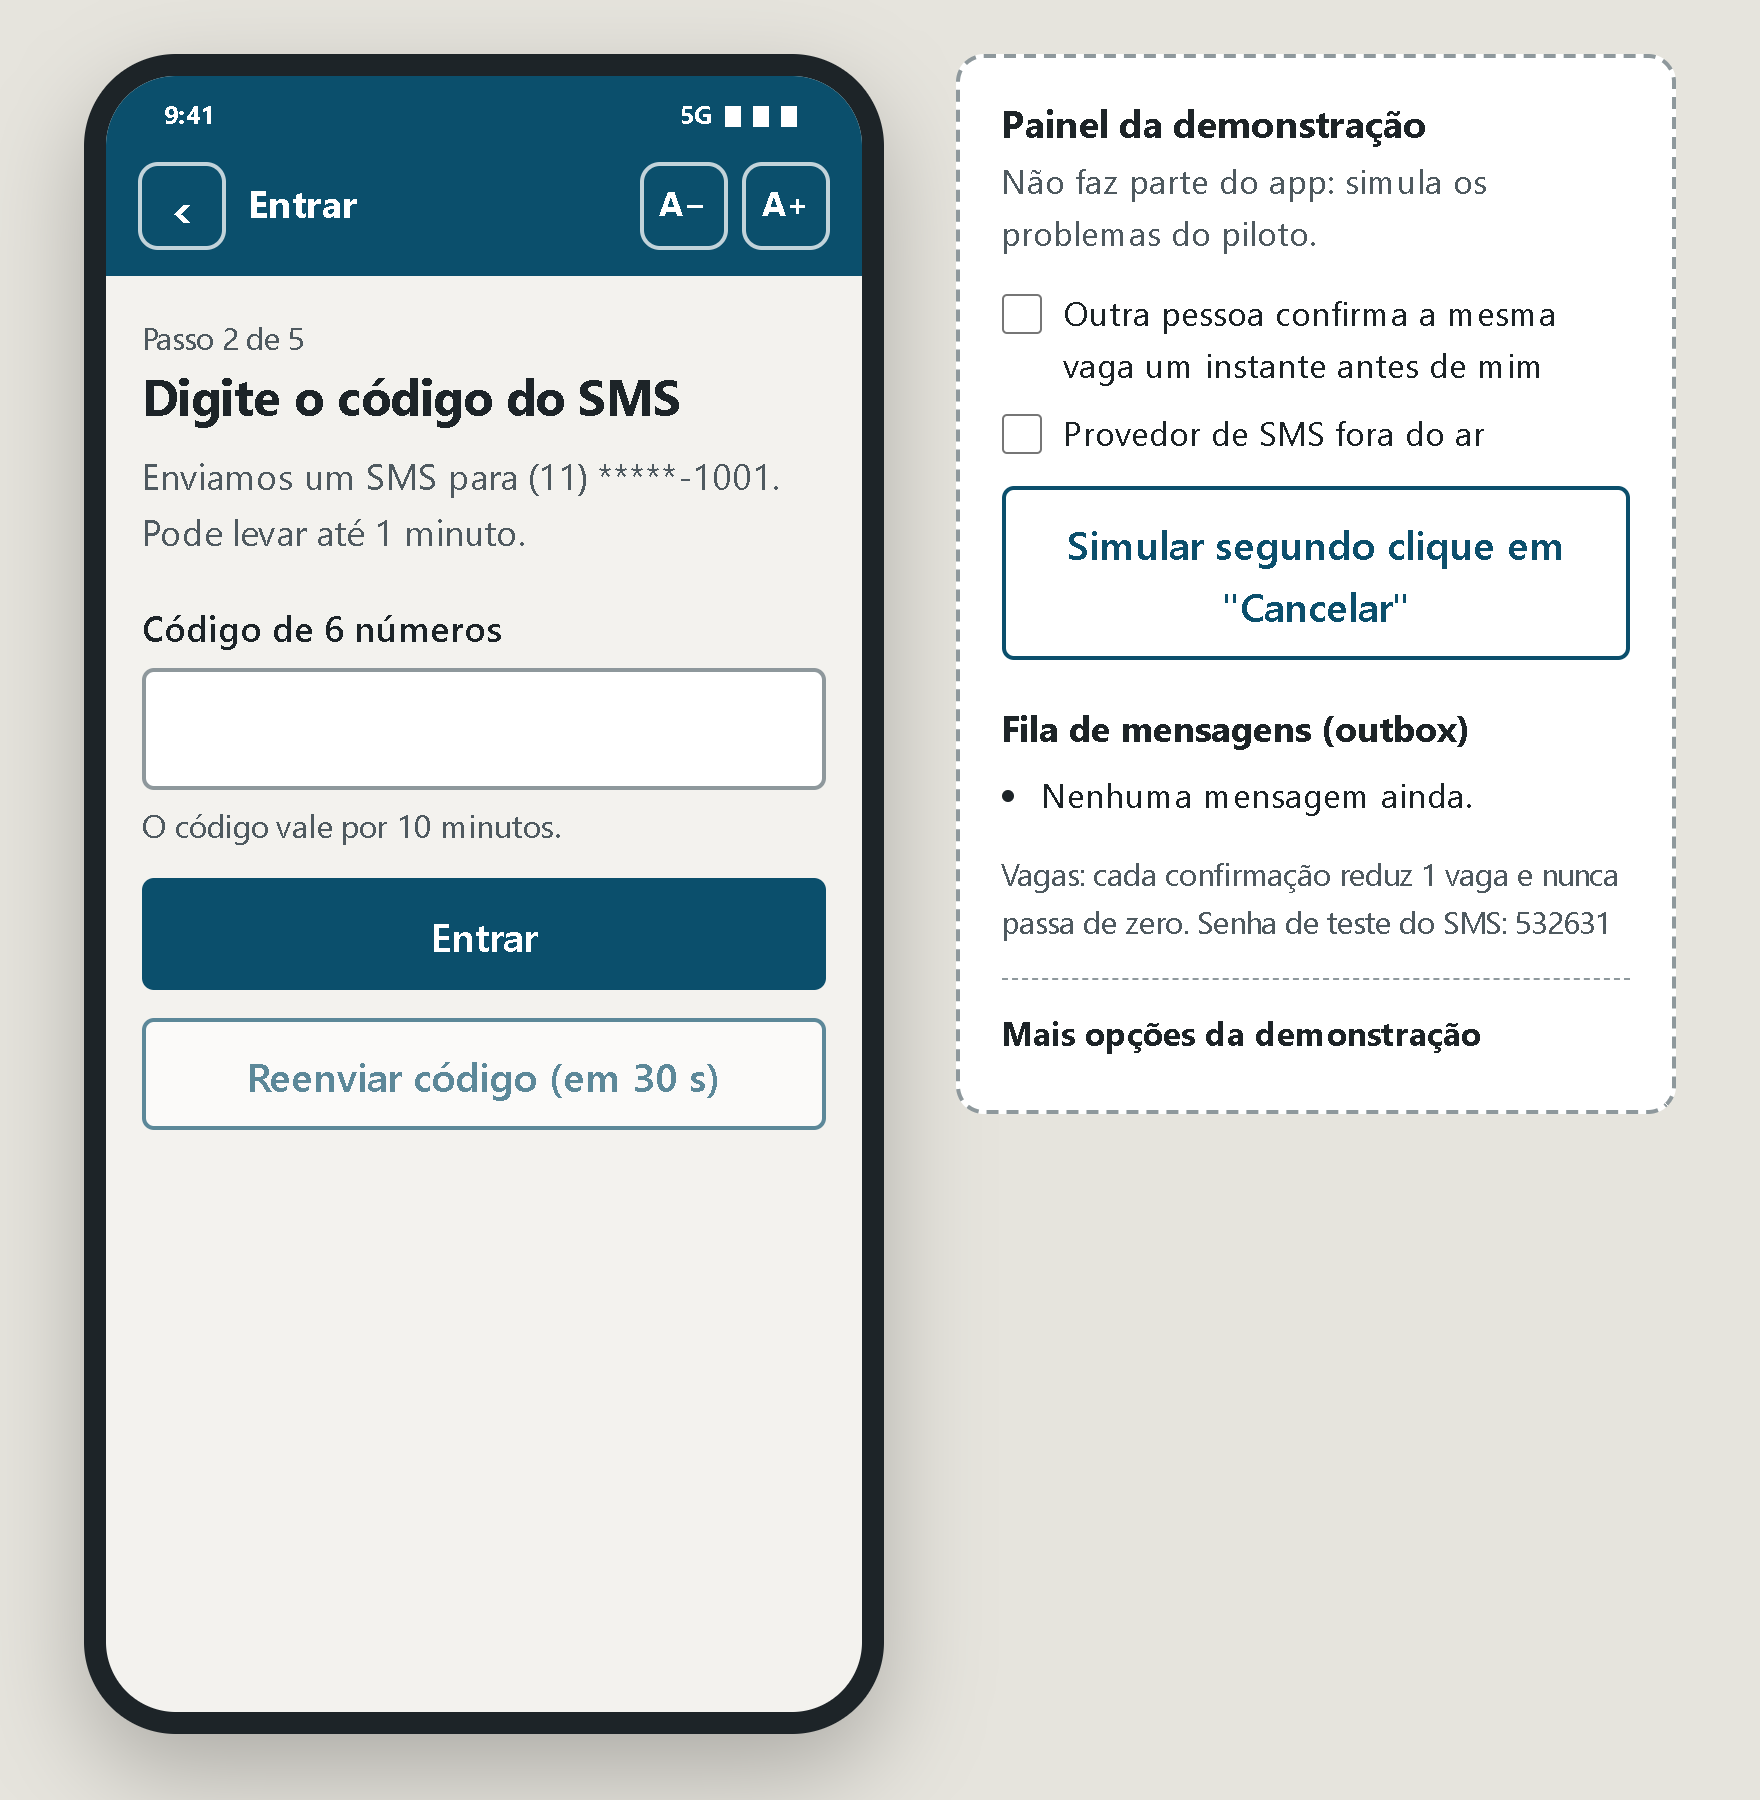 9:41
5G
‹ Entrar
A− A+
Passo 2 de 5
Digite o código do SMS
Enviamos um SMS para (11) *****-1001.
Pode levar até 1 minuto.
Código de 6 números
O código vale por 10 minutos.
Entrar
Reenviar código (em 30 s)
Painel da demonstração
Não faz parte do app: simula os
problemas do piloto.
Outra pessoa confirma a mesma
vaga um instante antes de mim
Provedor de SMS fora do ar
Simular segundo clique em
"Cancelar"
Fila de mensagens (outbox)
• Nenhuma mensagem ainda.
Vagas: cada confirmação reduz 1 vaga e nunca
passa de zero. Senha de teste do SMS: 532631
Mais opções da demonstração